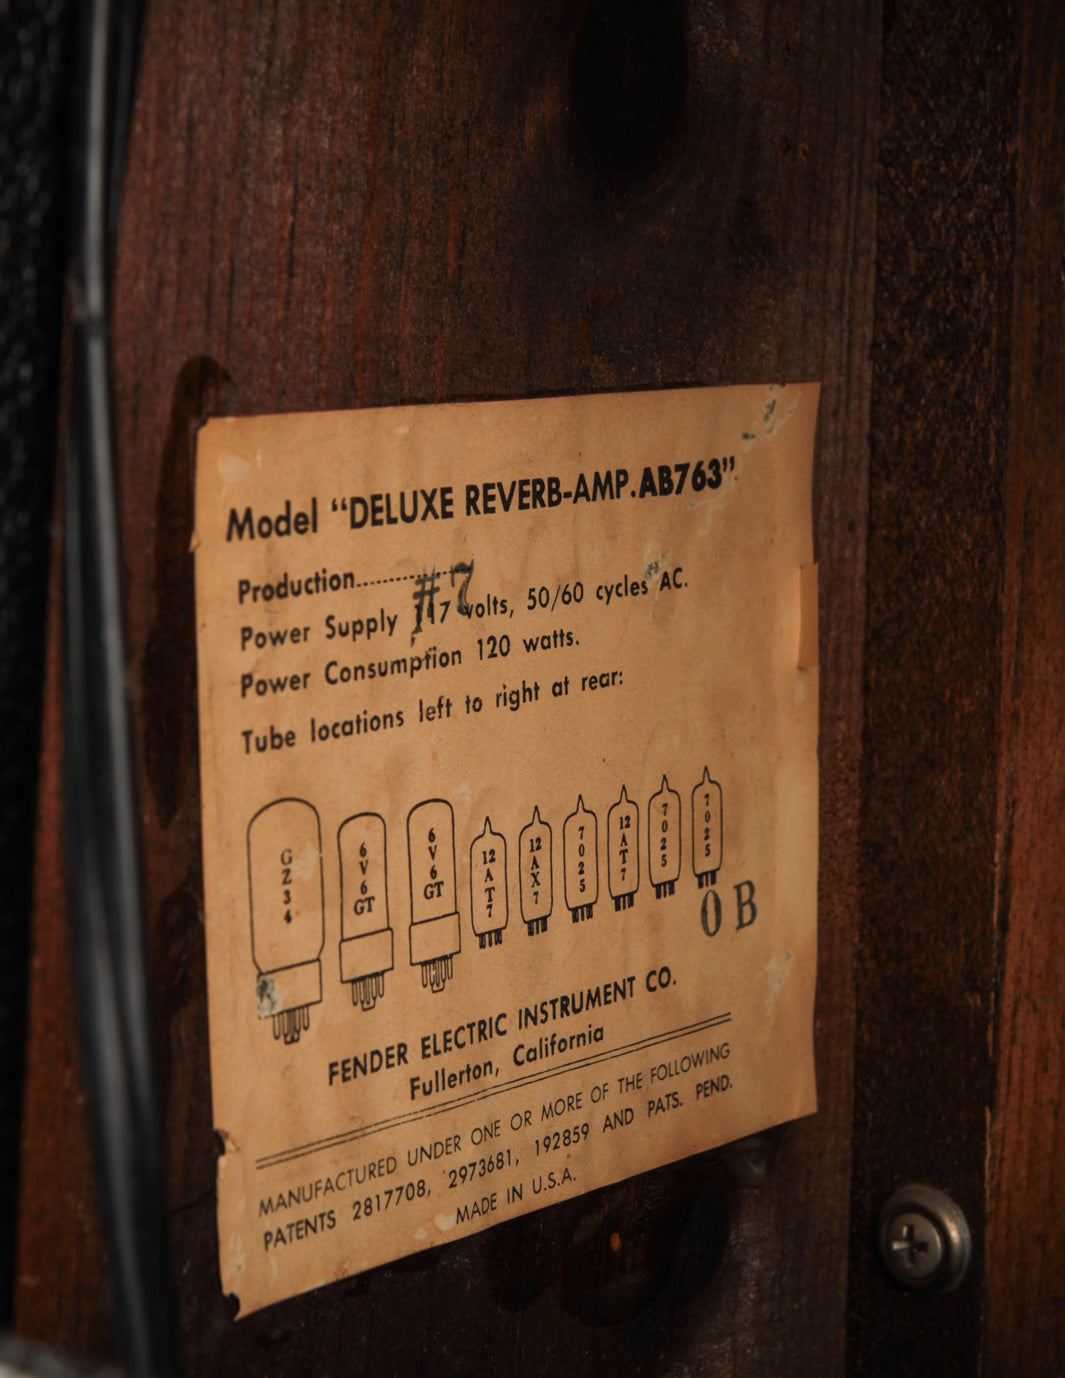 Model “DELUXE REVERB-AMP.AB763”
Production............... #7
Power Supply 117 volts, 50/60 cycles AC.
Power Consumption 120 watts.
Tube locations left to right at rear:
GZ34 6V6GT 6V6GT 12AT7 12AX7 7025 12AT7 7025 7025
OB
FENDER ELECTRIC INSTRUMENT CO.
Fullerton, California
MANUFACTURED UNDER ONE OR MORE OF THE FOLLOWING
PATENTS 2817708, 2973681, 192859 AND PATS. PEND.
MADE IN U.S.A.